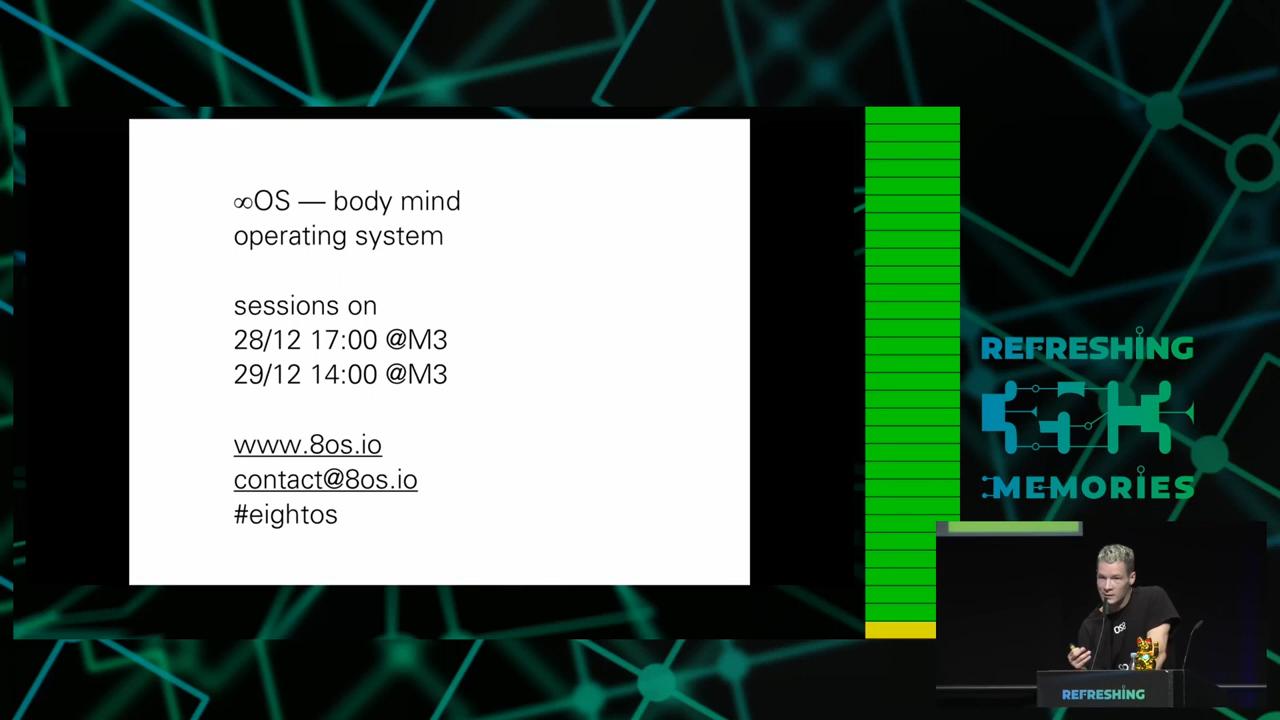 ∞OS — body mind
operating system
sessions on
28/12 17:00 @M3
29/12 14:00 @M3
www.8os.io
contact@8os.io
#eightos
REFRESHING
MEMORIES
REFRESHING